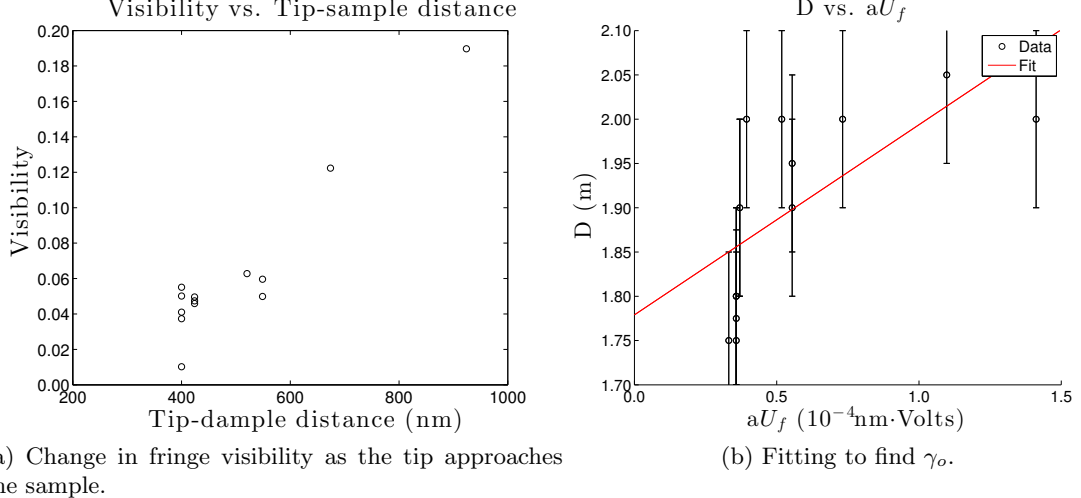 Visibility vs. Tip-sample distance
0.20
0.18
0.16
0.14
0.12
0.10
0.08
0.06
0.04
0.02
0.00
Visibility
200 400 600 800 1000
Tip-dample distance (nm)
a) Change in fringe visibility as the tip approaches
he sample.
D vs. aU_f
2.10
2.05
2.00
1.95
1.90
1.85
1.80
1.75
1.70
D (m)
Data
Fit
0.0 0.5 1.0 1.5
aU_f (10⁻⁴nm·Volts)
(b) Fitting to find γ_o.